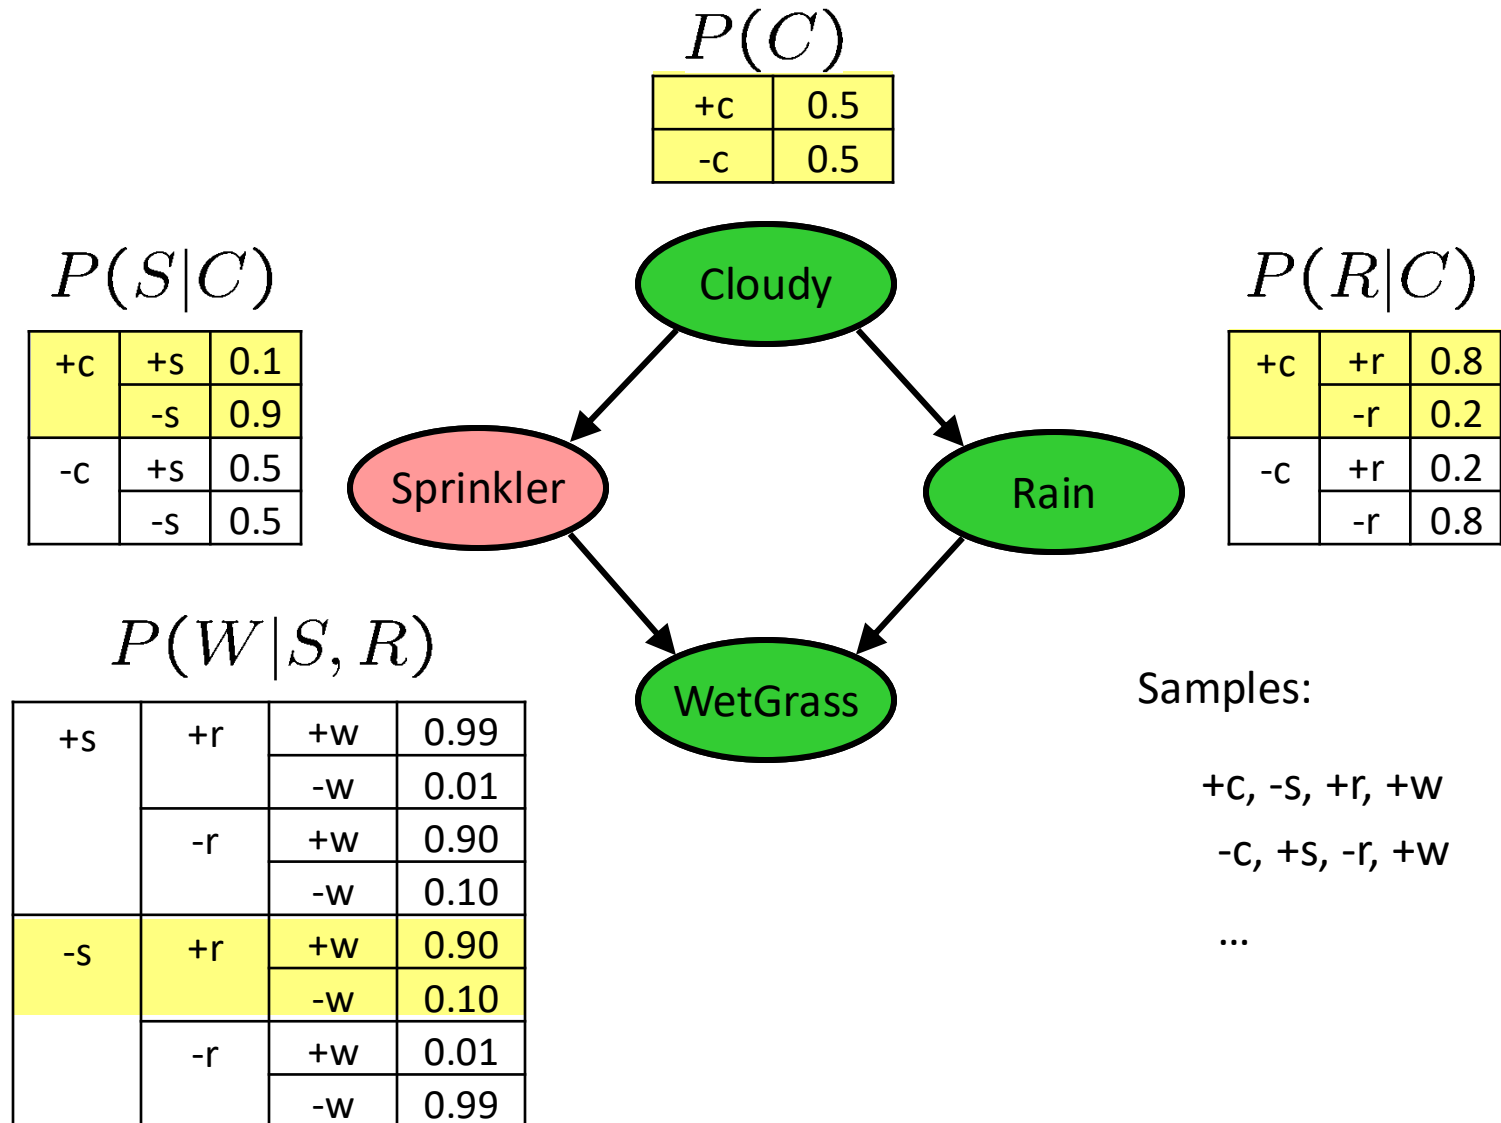 P(C)
+c 0.5
-c 0.5
Cloudy
P(S|C)
+c +s 0.1
-s 0.9
-c +s 0.5
-s 0.5
P(R|C)
+c +r 0.8
-r 0.2
-c +r 0.2
-r 0.8
Sprinkler
Rain
P(W|S, R)
+s +r +w 0.99
-w 0.01
-r +w 0.90
-w 0.10
-s +r +w 0.90
-w 0.10
-r +w 0.01
-w 0.99
WetGrass
Samples:
+c, -s, +r, +w
-c, +s, -r, +w
...